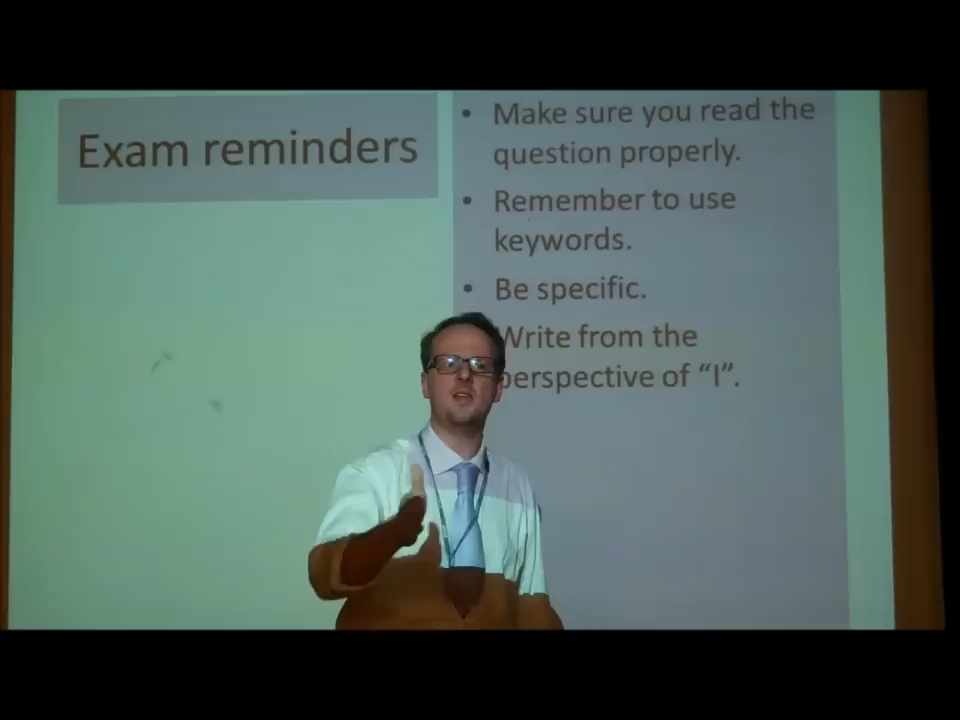 Exam reminders
• Make sure you read the
question properly.
• Remember to use
keywords.
• Be specific.
Write from the
perspective of “I”.